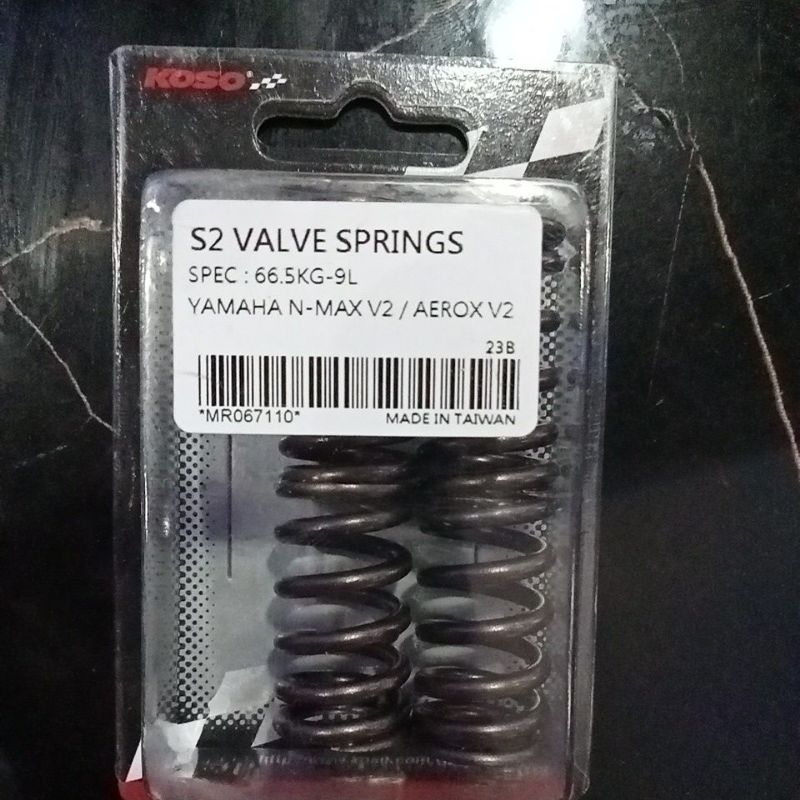 KOSO
S2 VALVE SPRINGS
SPEC : 66.5KG-9L
YAMAHA N-MAX V2 / AEROX V2
23B
*MR067110*
MADE IN TAIWAN